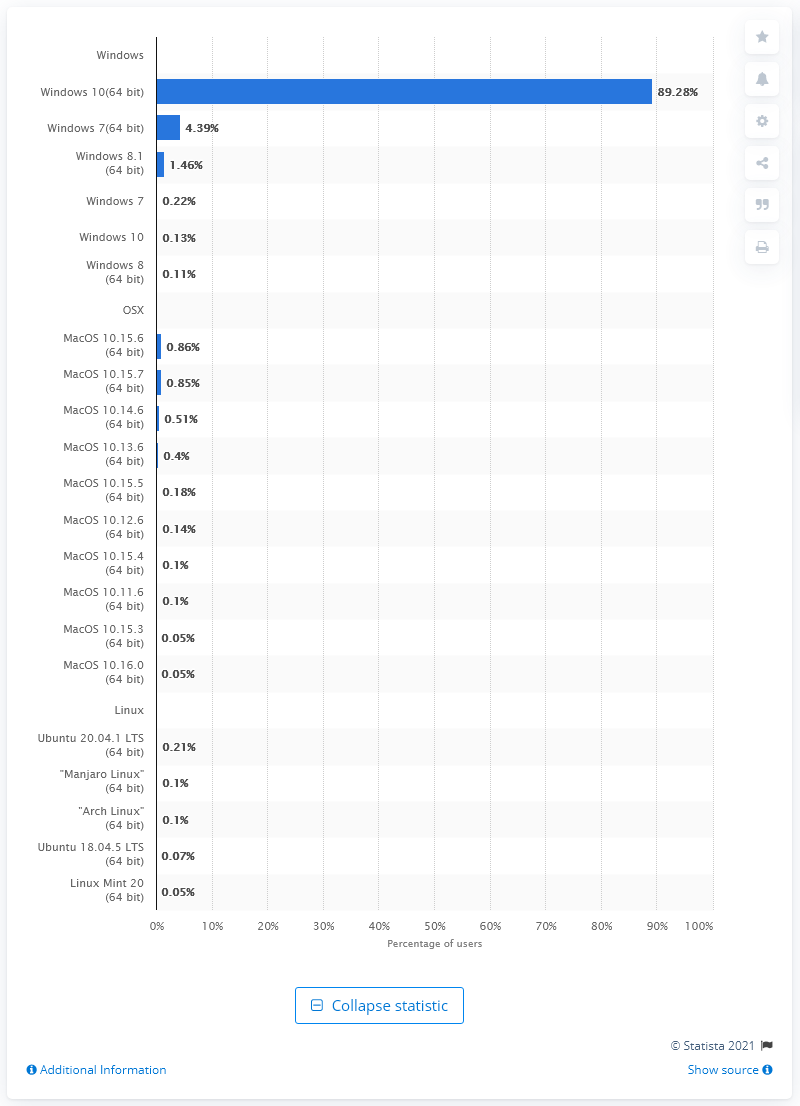 Windows
Windows 10(64 bit)
89.28%
Windows 7(64 bit)
4.39%
Windows 8.1
(64 bit)
1.46%
Windows 7
0.22%
Windows 10
0.13%
Windows 8
(64 bit)
0.11%
OSX
MacOS 10.15.6
(64 bit)
0.86%
MacOS 10.15.7
(64 bit)
0.85%
MacOS 10.14.6
(64 bit)
0.51%
MacOS 10.13.6
(64 bit)
0.4%
MacOS 10.15.5
(64 bit)
0.18%
MacOS 10.12.6
(64 bit)
0.14%
MacOS 10.15.4
(64 bit)
0.1%
MacOS 10.11.6
(64 bit)
0.1%
MacOS 10.15.3
(64 bit)
0.05%
MacOS 10.16.0
(64 bit)
0.05%
Linux
Ubuntu 20.04.1 LTS
(64 bit)
0.21%
"Manjaro Linux"
(64 bit)
0.1%
"Arch Linux"
(64 bit)
0.1%
Ubuntu 18.04.5 LTS
(64 bit)
0.07%
Linux Mint 20
(64 bit)
0.05%
0% 10% 20% 30% 40% 50% 60% 70% 80% 90% 100%
Percentage of users
Collapse statistic
© Statista 2021
Additional Information
Show source